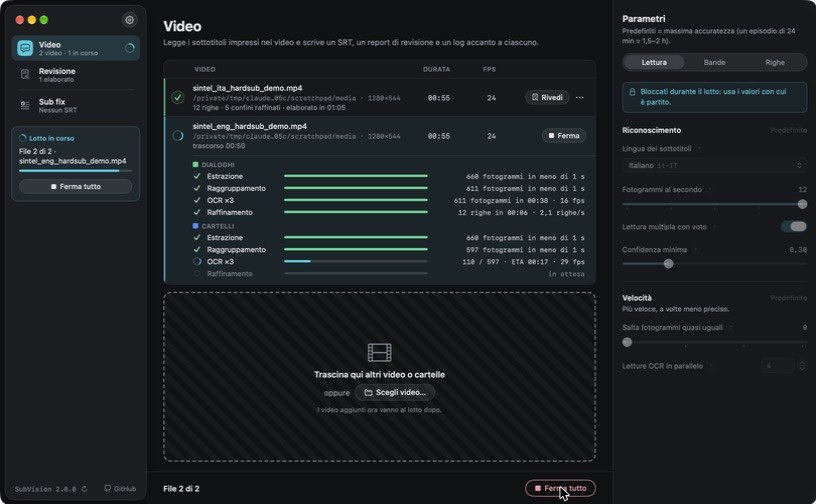 Video
2 video · 1 in corso
Revisione
1 elaborato
Sub fix
Nessun SRT
Lotto in corso
File 2 di 2 ·
sintel_eng_hardsub_demo.mp4
Ferma tutto
SubVision 2.0.0
GitHub
Video
Legge i sottotitoli impressi nei video e scrive un SRT, un report di revisione e un log accanto a ciascuno.
VIDEO DURATA FPS
sintel_ita_hardsub_demo.mp4
/private/tmp/claude…05c/scratchpad/media · 1280×544 00:55 24 Rivedi
12 righe · 5 confini raffinati · elaborato in 01:05
sintel_eng_hardsub_demo.mp4
/private/tmp/claude…05c/scratchpad/media · 1280×544 00:55 24 Ferma
trascorso 00:50
DIALOGHI
Estrazione 660 fotogrammi in meno di 1 s
Raggruppamento 611 fotogrammi in meno di 1 s
OCR ×3 611 fotogrammi in 00:38 · 16 fps
Raffinamento 12 righe in 00:06 · 2,1 righe/s
CARTELLI
Estrazione 660 fotogrammi in meno di 1 s
Raggruppamento 597 fotogrammi in meno di 1 s
OCR ×3 110 / 597 · ETA 00:17 · 29 fps
Raffinamento in attesa
Trascina qui altri video o cartelle
oppure Scegli video…
I video aggiunti ora vanno al lotto dopo.
File 2 di 2 Ferma tutto
Parametri
Predefiniti = massima accuratezza (un episodio di 24
min ≈ 1,5–2 h).
Lettura Bande Righe
Bloccati durante il lotto: usa i valori con cui
è partito.
Riconoscimento Predefinito
Lingua dei sottotitoli
Italiano it-IT
Fotogrammi al secondo 12
Lettura multipla con voto
Confidenza minima 0,30
Velocità Predefinito
Più veloce, a volte meno preciso.
Salta fotogrammi quasi uguali 0
Letture OCR in parallelo 4